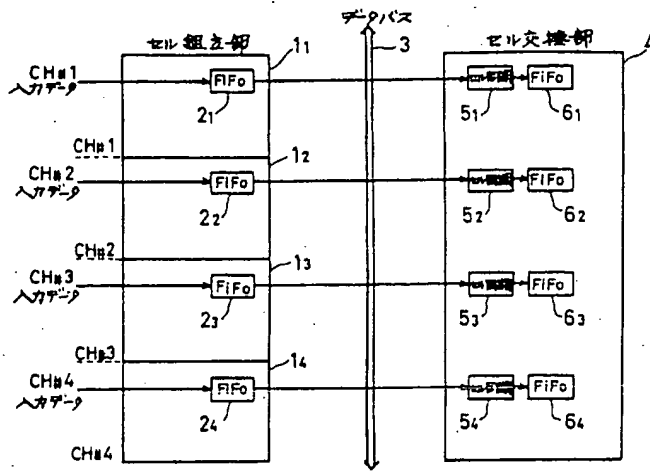 データバス
セル組立部
1₁
3
セル交換部
4
CH#1
入力データ
FiFo
2₁
5₁
FiFo
6₁
CH#1
1₂
CH#2
入力データ
FiFo
2₂
5₂
FiFo
6₂
CH#2
1₃
CH#3
入力データ
FiFo
2₃
5₃
FiFo
6₃
CH#3
1₄
CH#4
入力データ
FiFo
2₄
5₄
FiFo
6₄
CH#4